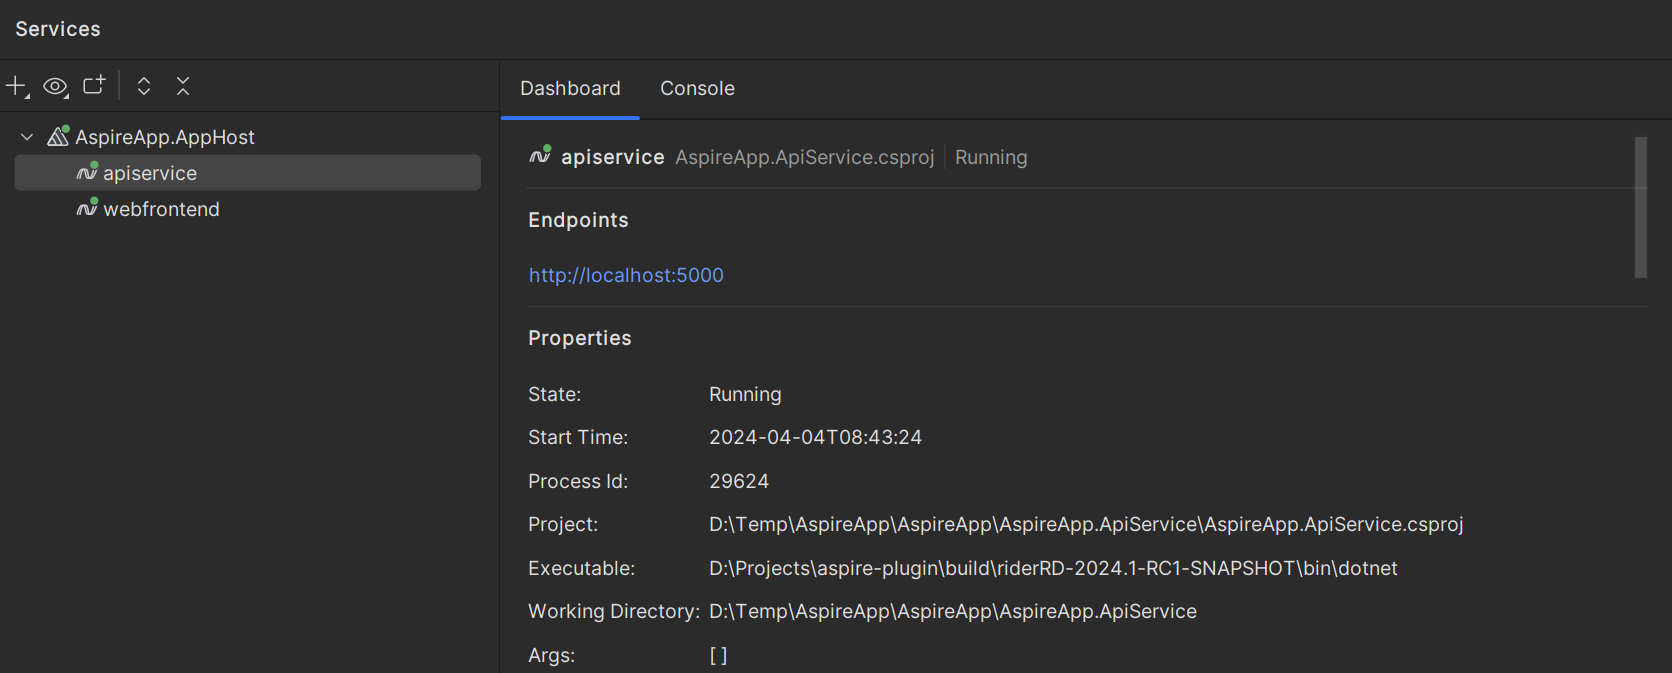 Services
Dashboard Console
AspireApp.AppHost
apiservice
webfrontend
apiservice AspireApp.ApiService.csproj Running
Endpoints
http://localhost:5000
Properties
State: Running
Start Time: 2024-04-04T08:43:24
Process Id: 29624
Project: D:\Temp\AspireApp\AspireApp\AspireApp.ApiService\AspireApp.ApiService.csproj
Executable: D:\Projects\aspire-plugin\build\riderRD-2024.1-RC1-SNAPSHOT\bin\dotnet
Working Directory: D:\Temp\AspireApp\AspireApp\AspireApp.ApiService
Args: []